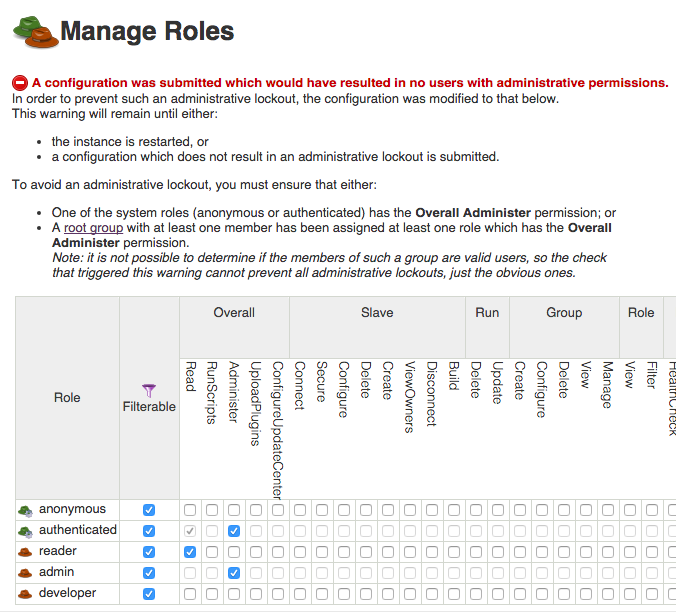 Manage Roles
A configuration was submitted which would have resulted in no users with administrative permissions.
In order to prevent such an administrative lockout, the configuration was modified to that below.
This warning will remain until either:
• the instance is restarted, or
• a configuration which does not result in an administrative lockout is submitted.
To avoid an administrative lockout, you must ensure that either:
• One of the system roles (anonymous or authenticated) has the Overall Administer permission; or
• A root group with at least one member has been assigned at least one role which has the Overall
Administer permission.
Note: it is not possible to determine if the members of such a group are valid users, so the check
that triggered this warning cannot prevent all administrative lockouts, just the obvious ones.
Overall Slave Run Group Role
Role
Filterable
Read
RunScripts
Administer
UploadPlugins
ConfigureUpdateCenter
Connect
Secure
Configure
Delete
Create
ViewOwners
Disconnect
Build
Delete
Update
Create
Configure
Delete
View
Manage
View
Filter
HealthCheck
anonymous
authenticated
reader
admin
developer